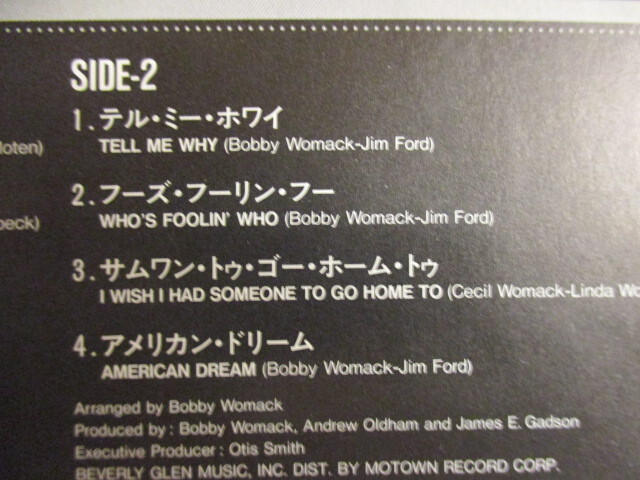 SIDE-2
1.テル・ミー・ホワイ
TELL ME WHY (Bobby Womack-Jim Ford)
2.フーズ・フーリン・フー
WHO'S FOOLIN' WHO (Bobby Womack-Jim Ford)
3.サムワン・トゥ・ゴー・ホーム・トゥ
I WISH I HAD SOMEONE TO GO HOME TO (Cecil Womack-Linda Wo
4.アメリカン・ドリーム
AMERICAN DREAM (Bobby Womack-Jim Ford)
Arranged by Bobby Womack
Produced by : Bobby Womack, Andrew Oldham and James E. Gadson
Executive Producer : Otis Smith
BEVERLY GLEN MUSIC, INC. DIST. BY MOTOWN RECORD CORP.